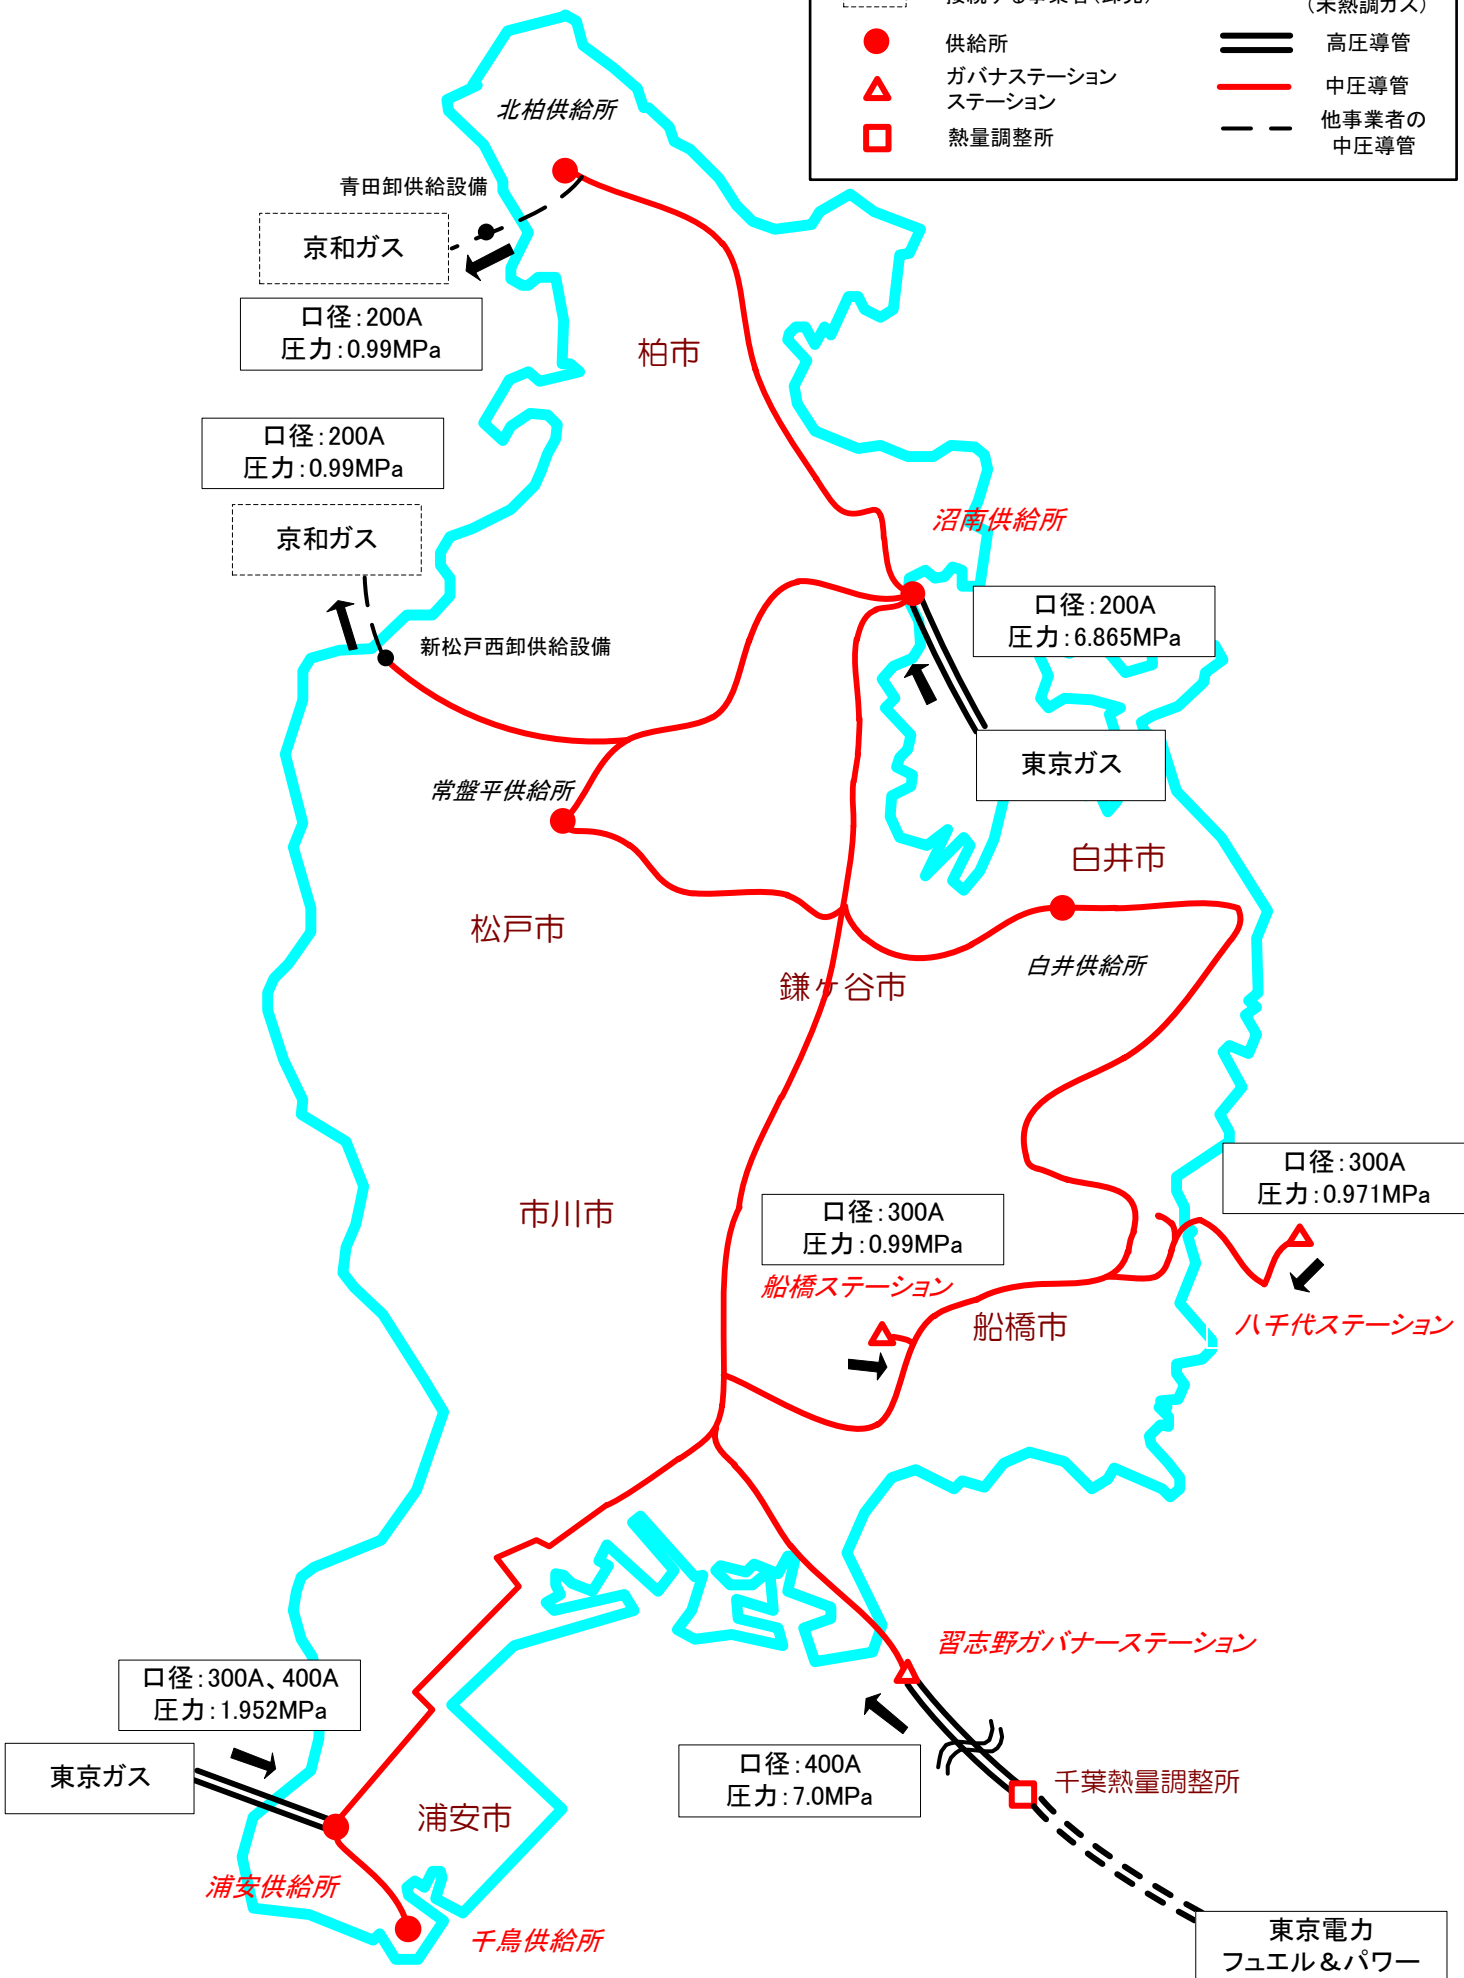 (未熱調ガス)
供給所
高圧導管
ガバナステーション
ステーション
中圧導管
熱量調整所
他事業者の
中圧導管
北柏供給所
青田卸供給設備
京和ガス
口径:200A
圧力:0.99MPa
柏市
口径:200A
圧力:0.99MPa
京和ガス
沼南供給所
口径:200A
圧力:6.865MPa
新松戸西卸供給設備
東京ガス
常盤平供給所
白井市
松戸市
白井供給所
鎌ヶ谷市
口径:300A
圧力:0.971MPa
市川市
口径:300A
圧力:0.99MPa
船橋ステーション
船橋市
八千代ステーション
習志野ガバナーステーション
口径:300A、400A
圧力:1.952MPa
東京ガス
口径:400A
圧力:7.0MPa
千葉熱量調整所
浦安市
浦安供給所
千鳥供給所
東京電力
フュエル&パワー